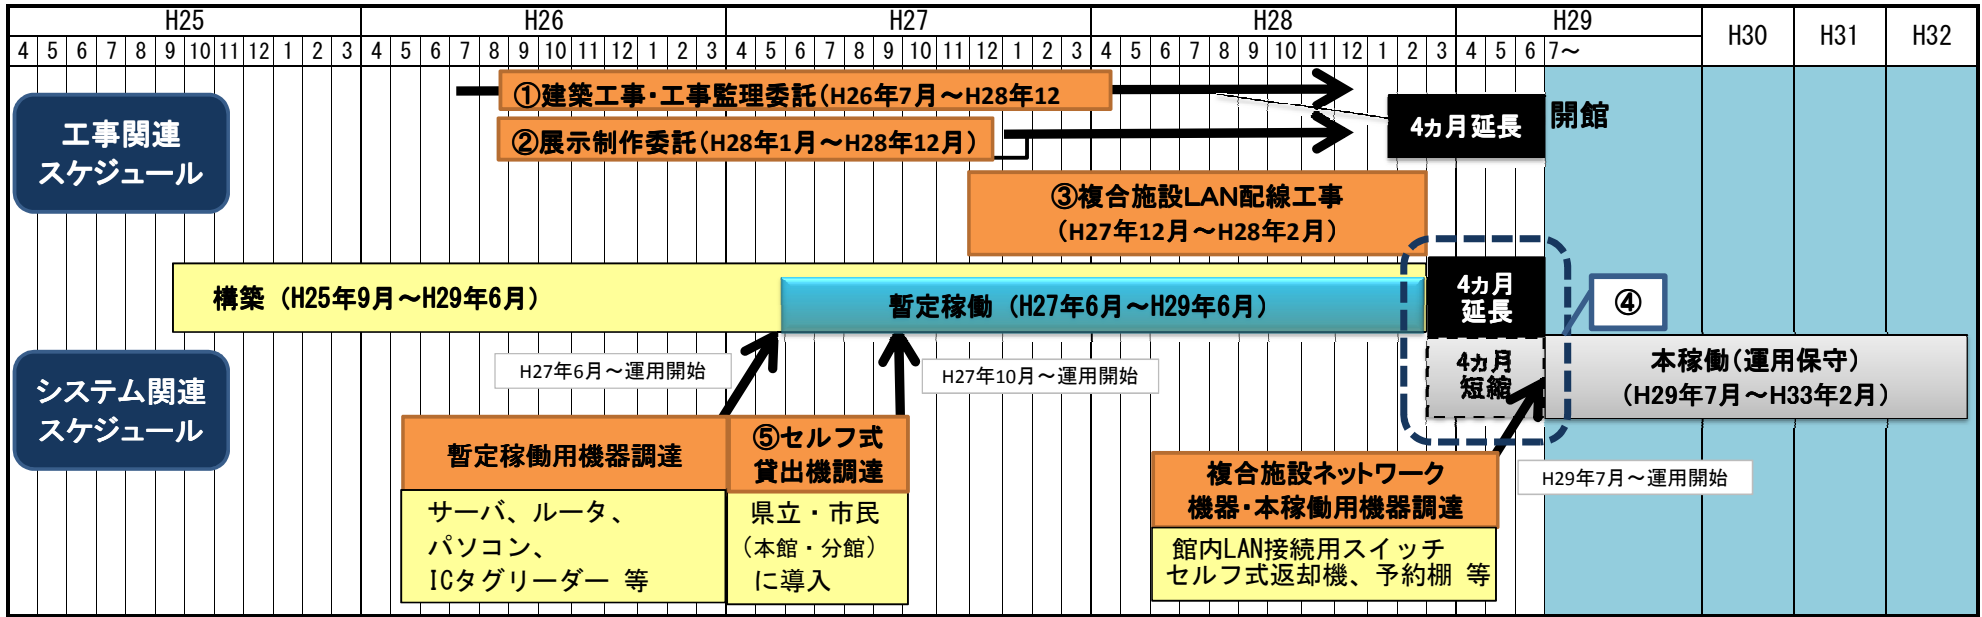 H25 H26 H27 H28 H29 H30 H31 H32
4 5 6 7 8 9 10 11 12 1 2 3 4 5 6 7 8 9 10 11 12 1 2 3 4 5 6 7 8 9 10 11 12 1 2 3 4 5 6 7 8 9 10 11 12 1 2 3 4 5 6 7～
工事関連
スケジュール
①建築工事・工事監理委託（H26年7月～H28年12
②展示制作委託（H28年1月～H28年12月）
4ヵ月延長
開館
③複合施設LAN配線工事
（H27年12月～H28年2月）
構築（H25年9月～H29年6月）
暫定稼働（H27年6月～H29年6月）
4ヵ月
延長
④
システム関連
スケジュール
H27年6月～運用開始
H27年10月～運用開始
4ヵ月
短縮
本稼働（運用保守）
（H29年7月～H33年2月）
暫定稼働用機器調達
サーバ、ルータ、
パソコン、
ICタグリーダー 等
⑤セルフ式
貸出機調達
県立・市民
（本館・分館）
に導入
複合施設ネットワーク
機器・本稼働用機器調達
館内LAN接続用スイッチ
セルフ式返却機、予約棚 等
H29年7月～運用開始